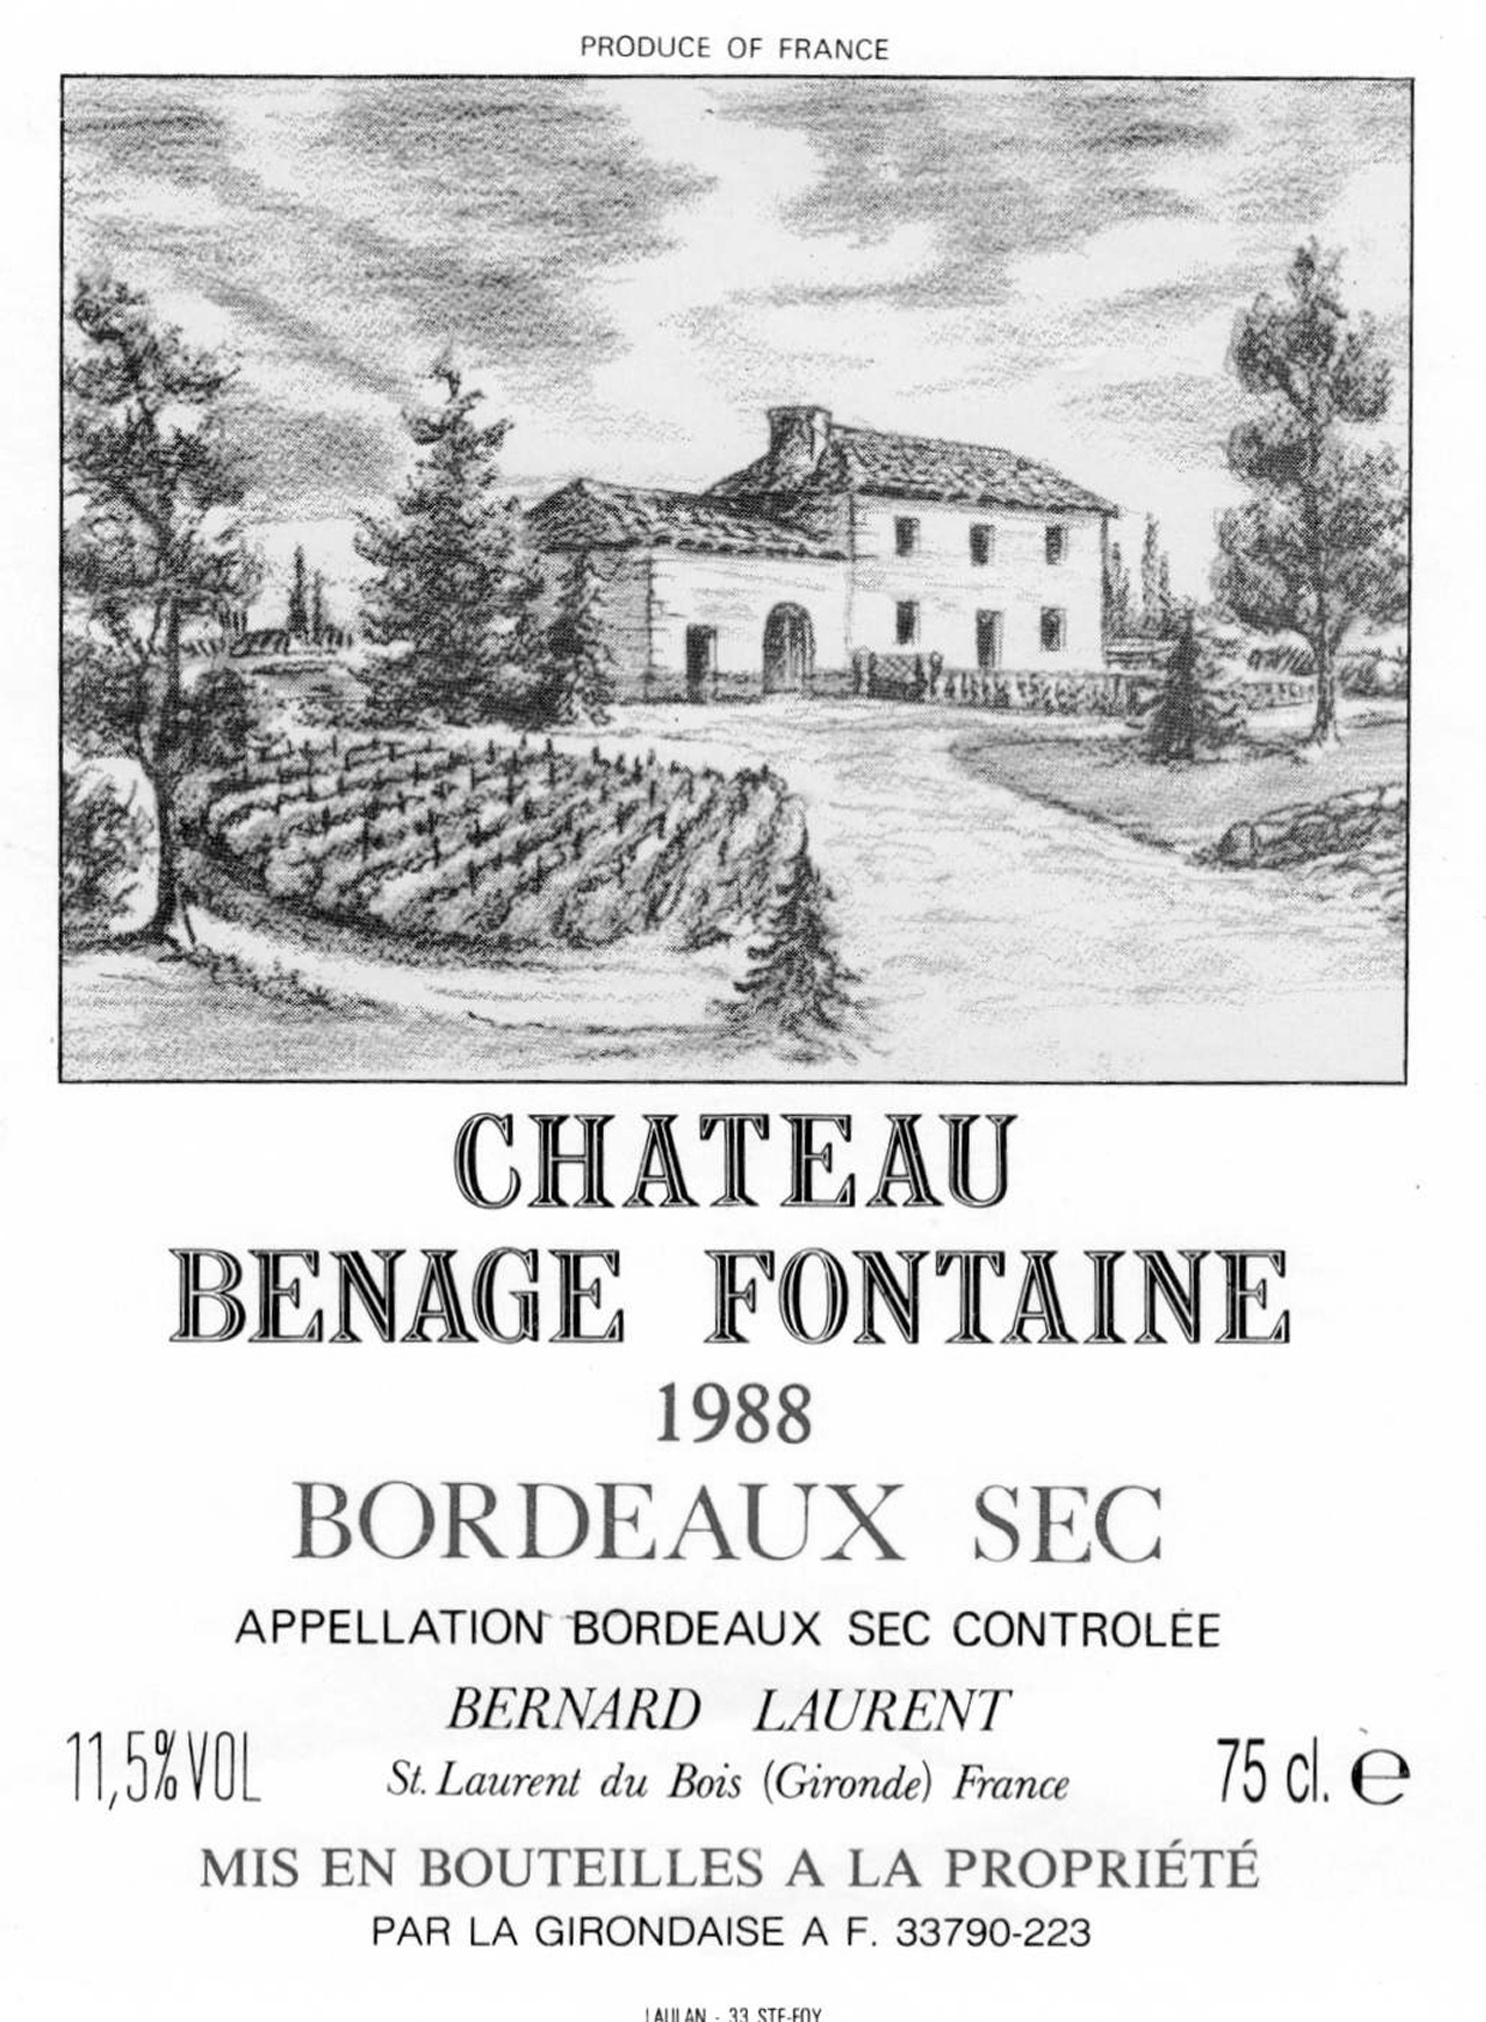 PRODUCE OF FRANCE
CHATEAU
BENAGE FONTAINE
1988
BORDEAUX SEC
APPELLATION BORDEAUX SEC CONTROLÉE
BERNARD LAURENT
11,5% VOL
St. Laurent du Bois (Gironde) France
75 cl. e
MIS EN BOUTEILLES A LA PROPRIÉTÉ
PAR LA GIRONDAISE A F. 33790-223
LAULAN - 33 STE-FOY